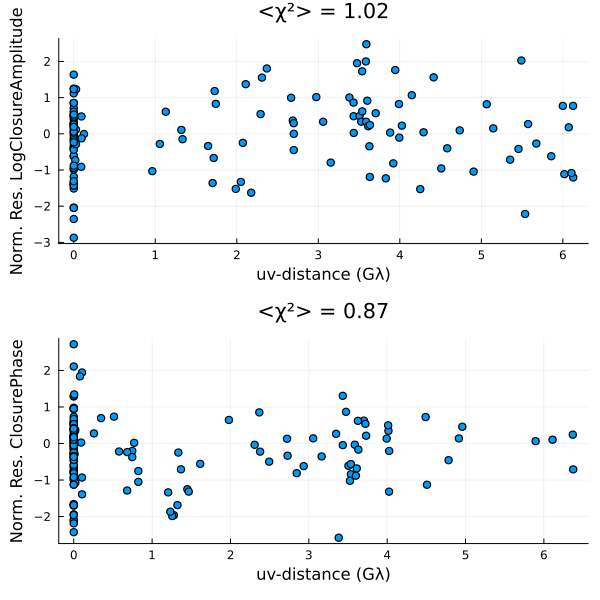 <χ²> = 1.02
Norm. Res. LogClosureAmplitude
2
1
0
−1
−2
−3
0 1 2 3 4 5 6
uv-distance (Gλ)
<χ²> = 0.87
Norm. Res. ClosurePhase
2
1
0
−1
−2
0 1 2 3 4 5 6
uv-distance (Gλ)